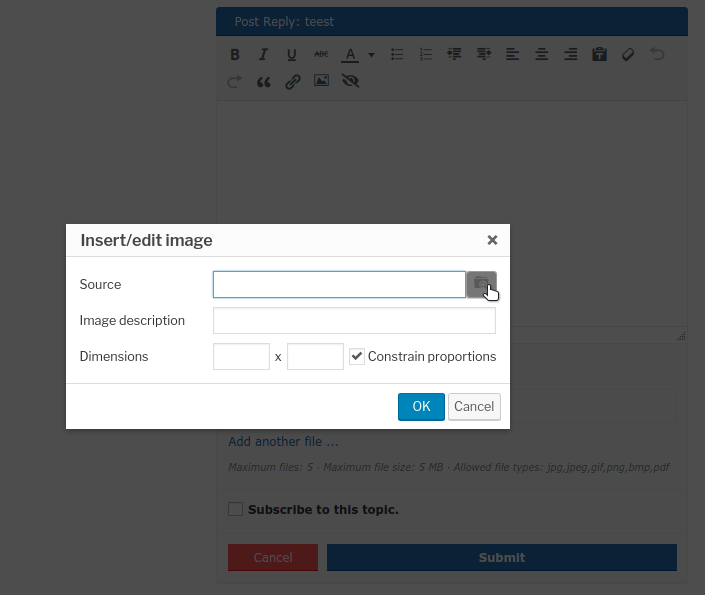 Post Reply: teest
B I U ABC A
Insert/edit image
Source
Image description
Dimensions x Constrain proportions
OK Cancel
Add another file ...
Maximum files: 5 · Maximum file size: 5 MB · Allowed file types: jpg,jpeg,gif,png,bmp,pdf
Subscribe to this topic.
Cancel Submit